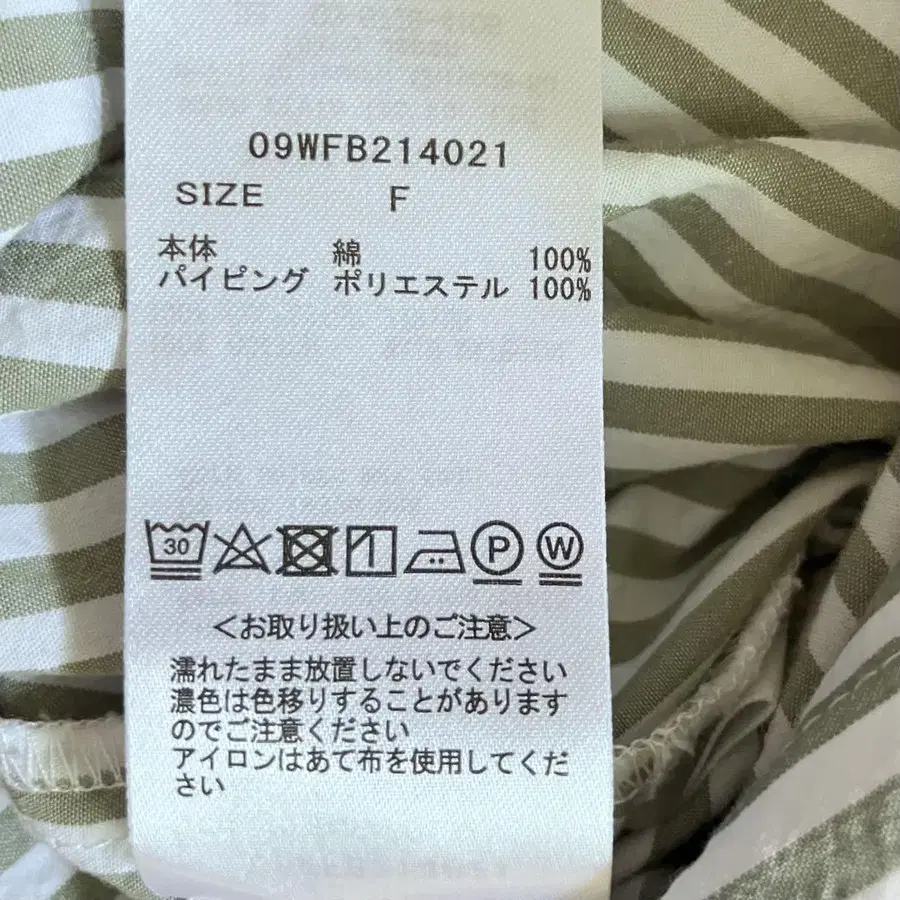 09WFB214021
SIZE F
本体 綿 100%
パイピング ポリエステル 100%
30 P W
<お取り扱い上のご注意>
濡れたまま放置しないでください
濃色は色移りすることがあります
のでご注意ください
アイロンはあて布を使用してくだ
さい